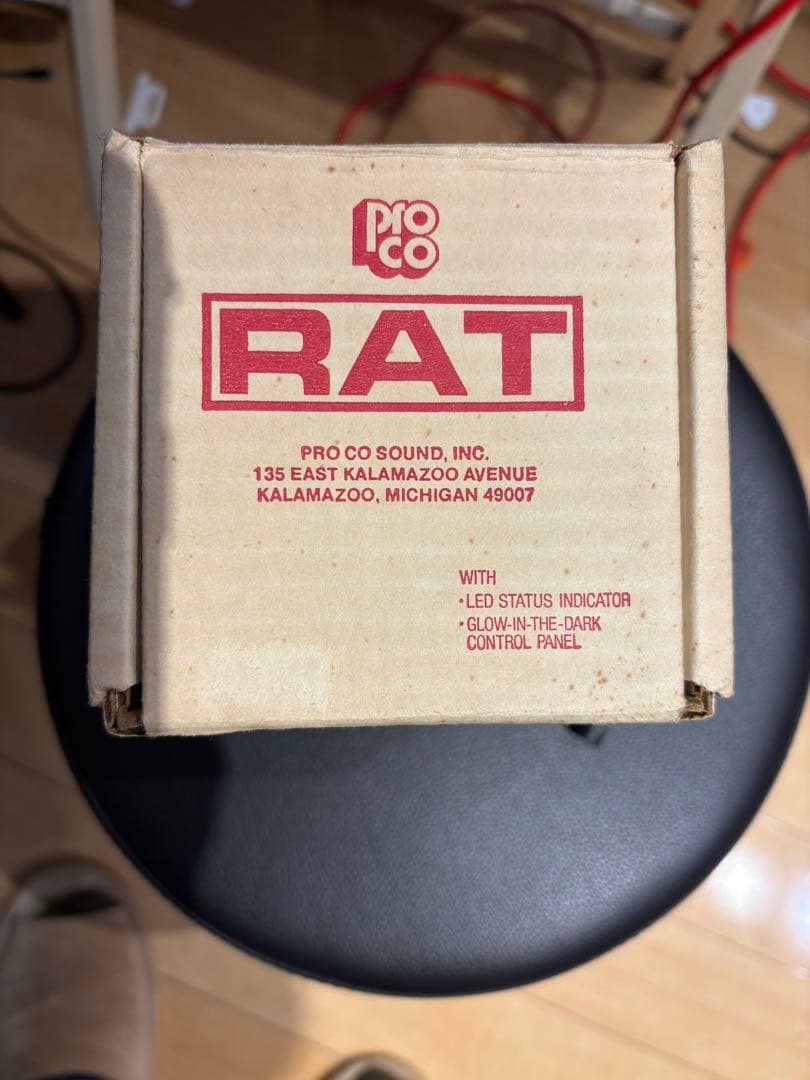 pro
co
RAT
PRO CO SOUND, INC.
135 EAST KALAMAZOO AVENUE
KALAMAZOO, MICHIGAN 49007
WITH
• LED STATUS INDICATOR
• GLOW-IN-THE-DARK
CONTROL PANEL